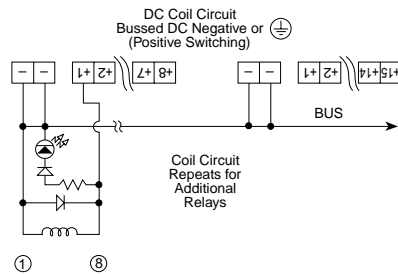 DC Coil Circuit
Bussed DC Negative or
(Positive Switching)
– – +1 +2 +7 +8 – – +1 +2 +14 +15
BUS
Coil Circuit
Repeats for
Additional
Relays
1 8